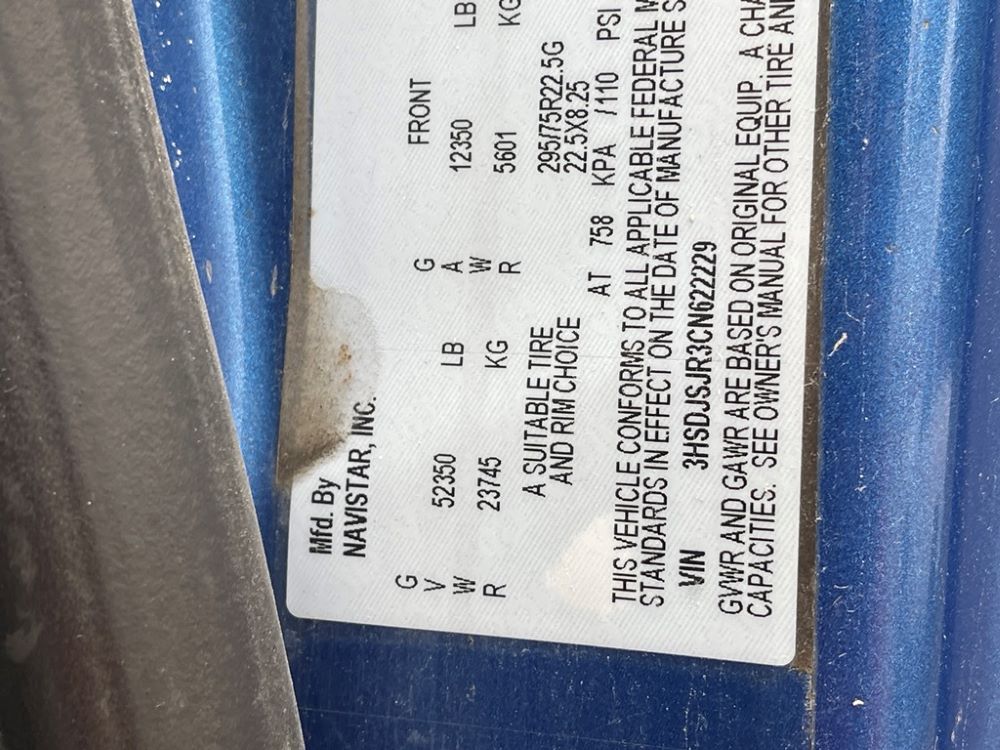 Mfd. By
NAVISTAR, INC.
G V W R
52350 LB
23745 KG
G A W R
FRONT
12350 LB
5601 KG
A SUITABLE TIRE
AND RIM CHOICE
295/75R22.5G
22.5X8.25
AT 758 KPA /110 PSI
THIS VEHICLE CONFORMS TO ALL APPLICABLE FEDERAL M
STANDARDS IN EFFECT ON THE DATE OF MANUFACTURE S
VIN 3HSDJSJR3CN622229
GVWR AND GAWR ARE BASED ON ORIGINAL EQUIP. A CHA
CAPACITIES. SEE OWNER'S MANUAL FOR OTHER TIRE AND